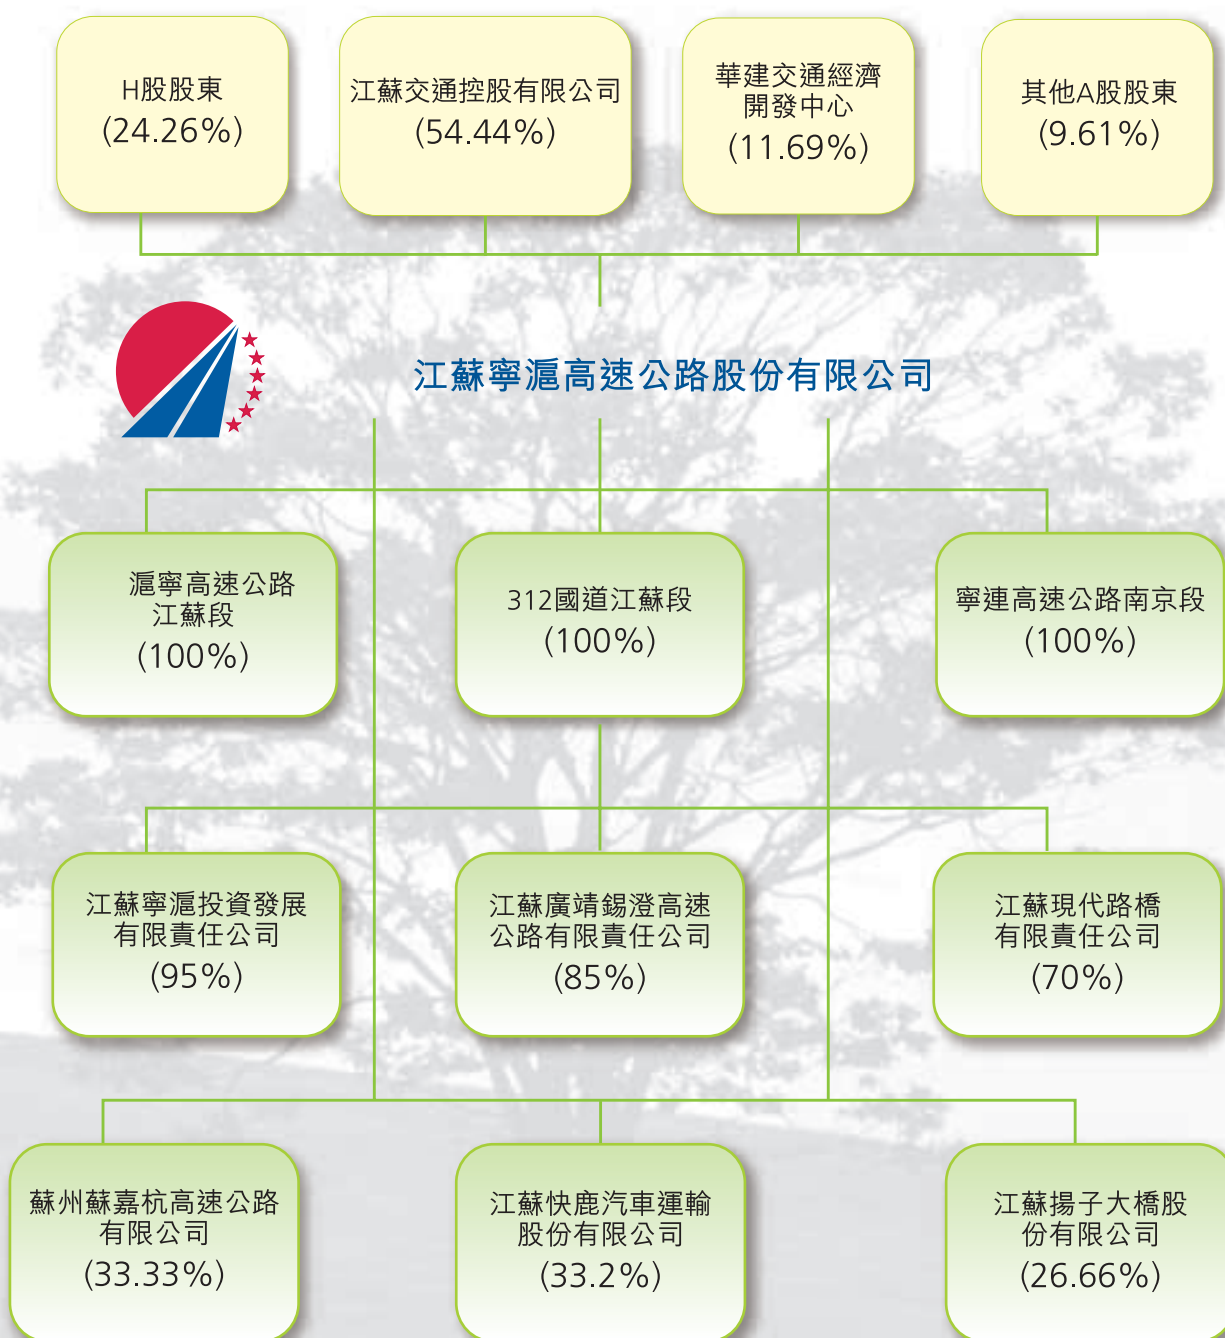 H股股東
(24.26%)
江蘇交通控股有限公司
(54.44%)
華建交通經濟
開發中心
(11.69%)
其他A股股東
(9.61%)
江蘇寧滬高速公路股份有限公司
滬寧高速公路
江蘇段
(100%)
312國道江蘇段
(100%)
寧連高速公路南京段
(100%)
江蘇寧滬投資發展
有限責任公司
(95%)
江蘇廣靖錫澄高速
公路有限責任公司
(85%)
江蘇現代路橋
有限責任公司
(70%)
蘇州蘇嘉杭高速公路
有限公司
(33.33%)
江蘇快鹿汽車運輸
股份有限公司
(33.2%)
江蘇揚子大橋股
份有限公司
(26.66%)